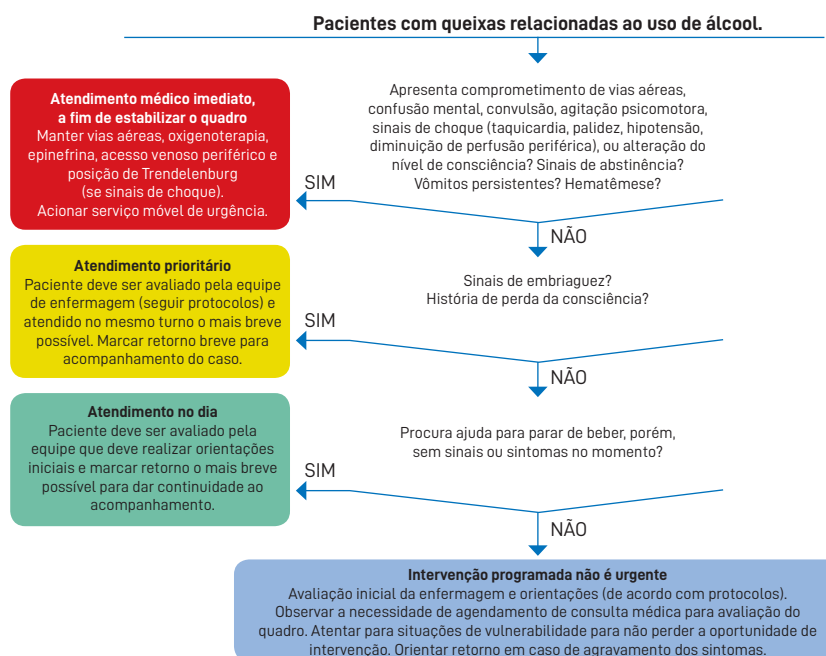 Pacientes com queixas relacionadas ao uso de álcool.
Apresenta comprometimento de vias aéreas,
confusão mental, convulsão, agitação psicomotora,
sinais de choque (taquicardia, palidez, hipotensão,
diminuição de perfusão periférica), ou alteração do
nível de consciência? Sinais de abstinência?
Vômitos persistentes? Hematêmese?
SIM
Atendimento médico imediato,
a fim de estabilizar o quadro
Manter vias aéreas, oxigenoterapia,
epinefrina, acesso venoso periférico e
posição de Trendelenburg
(se sinais de choque).
Acionar serviço móvel de urgência.
NÃO
Sinais de embriaguez?
História de perda da consciência?
SIM
Atendimento prioritário
Paciente deve ser avaliado pela equipe
de enfermagem (seguir protocolos) e
atendido no mesmo turno o mais breve
possível. Marcar retorno breve para
acompanhamento do caso.
NÃO
Procura ajuda para parar de beber, porém,
sem sinais ou sintomas no momento?
SIM
Atendimento no dia
Paciente deve ser avaliado pela
equipe que deve realizar orientações
iniciais e marcar retorno o mais breve
possível para dar continuidade ao
acompanhamento.
NÃO
Intervenção programada não é urgente
Avaliação inicial da enfermagem e orientações (de acordo com protocolos).
Observar a necessidade de agendamento de consulta médica para avaliação do
quadro. Atentar para situações de vulnerabilidade para não perder a oportunidade de
intervenção. Orientar retorno em caso de agravamento dos sintomas.